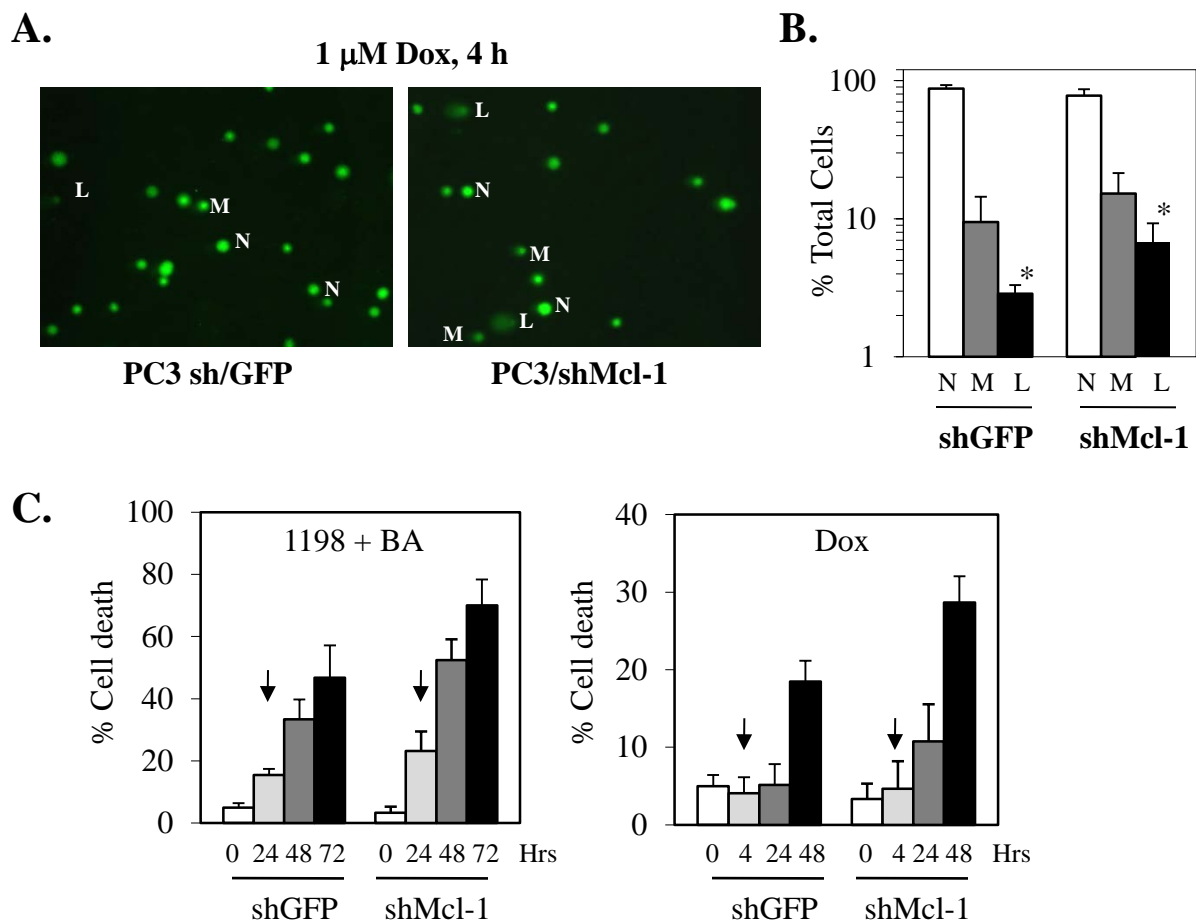 A.
1 μM Dox, 4 h
L
M
N
N
L
N
M
N
L
M
PC3 sh/GFP
PC3/shMcl-1
B.
% Total Cells
100
10
1
*
*
N M L N M L
shGFP shMcl-1
C.
% Cell death
100
80
60
40
20
0
1198 + BA
0 24 48 72 0 24 48 72 Hrs
shGFP shMcl-1
% Cell death
40
30
20
10
0
Dox
0 4 24 48 0 4 24 48 Hrs
shGFP shMcl-1